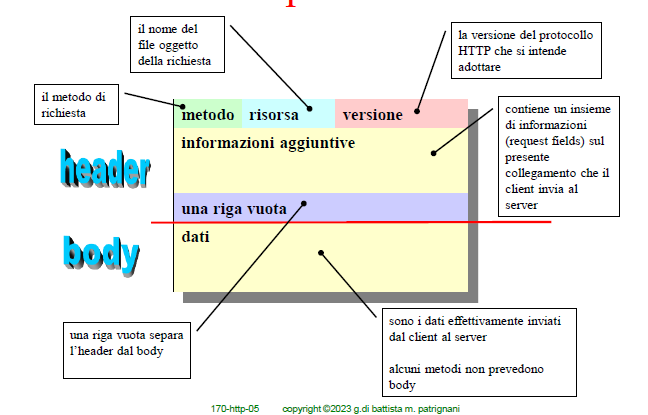 il nome del
file oggetto
della richiesta
la versione del protocollo
HTTP che si intende
adottare
il metodo di
richiesta
metodo risorsa versione
informazioni aggiuntive
contiene un insieme
di informazioni
(request fields) sul
presente
collegamento che il
client invia al
server
header
una riga vuota
body
dati
una riga vuota separa
l'header dal body
sono i dati effettivamente inviati
dal client al server
alcuni metodi non prevedono
body
170-http-05 copyright ©2023 g.di battista m. patrignani